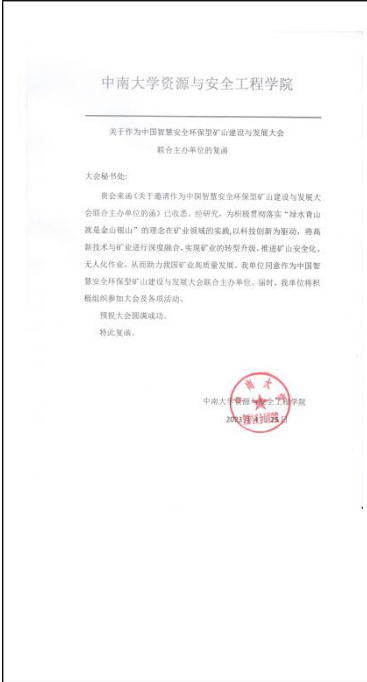 中南大学资源与安全工程学院
关于作为中国智慧安全环保型矿山建设与发展大会
联合主办单位的复函
大会秘书处:
贵会来函《关于邀请作为中国智慧安全环保型矿山建设与发展大
会联合主办单位的函》已收悉。经研究，为积极贯彻落实“绿水青山
就是金山银山”的理念在矿业领域的实践,以科技创新为驱动，将高
新技术与矿业进行深度融合，实现矿业的转型升级，推进矿山安全化、
无人化作业，从而助力我国矿业高质量发展。我单位同意作为中国智
慧安全环保型矿山建设与发展大会联合主办单位。届时，我单位将积
极组织参加大会及各项活动。
预祝大会圆满成功。
特此复函。
中南大学资源与安全工程学院
2023年4月25日